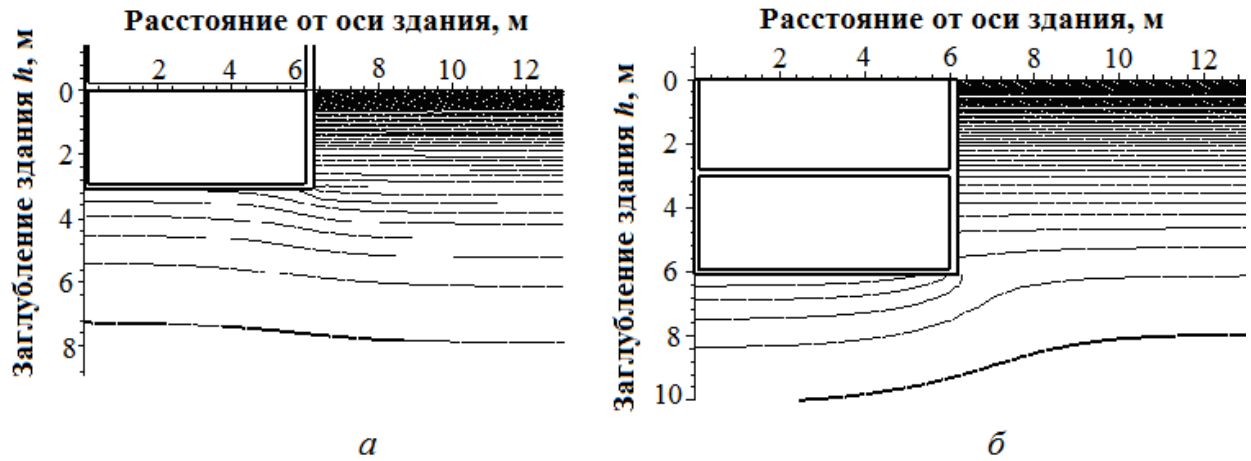 Расстояние от оси здания, м
Заглубление здания h, м
2 4 6 8 10 12
0
2
4
6
8
а
Расстояние от оси здания, м
Заглубление здания h, м
2 4 6 8 10 12
0
2
4
6
8
10
б